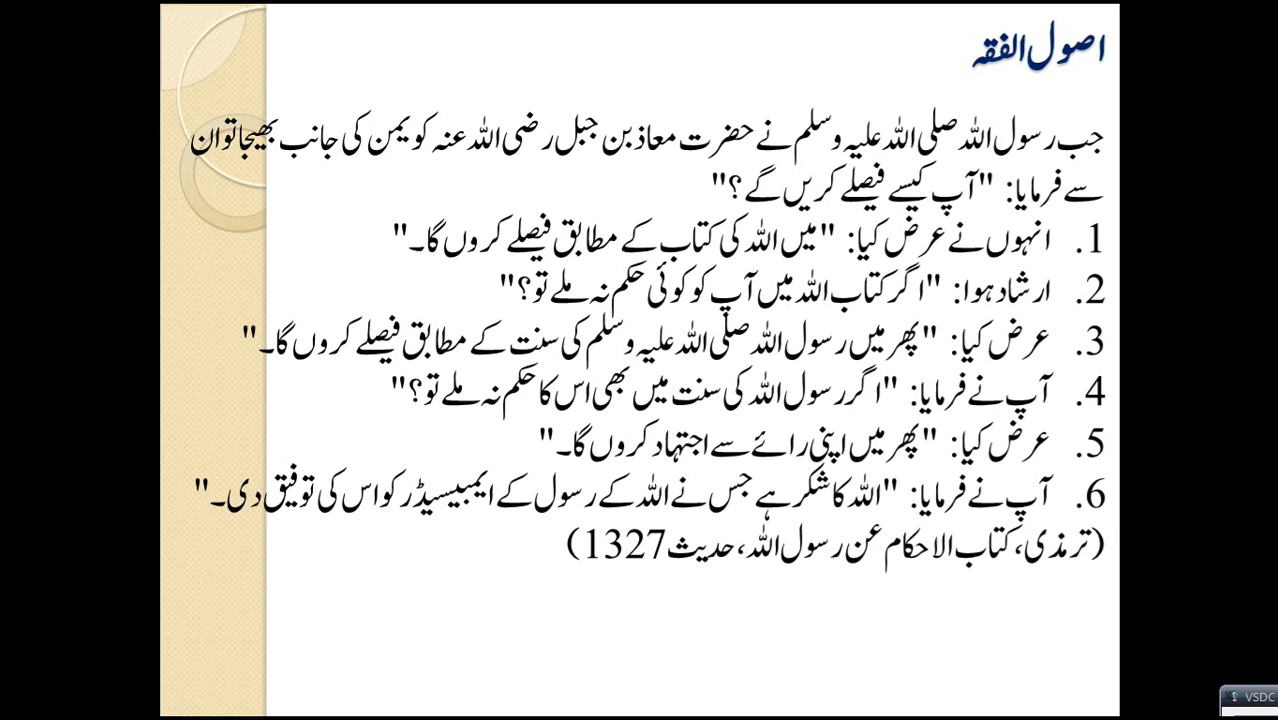 اصول الفقہ
جب رسول اللہ صلی اللہ علیہ وسلم نے حضرت معاذ بن جبل رضی اللہ عنہ کو یمن کی جانب بھیجا تو ان
سے فرمایا: "آپ کیسے فیصلے کریں گے؟"
1. انہوں نے عرض کیا: "میں اللہ کی کتاب کے مطابق فیصلے کروں گا۔"
2. ارشاد ہوا: "اگر کتاب اللہ میں آپ کو کوئی حکم نہ ملے تو؟"
3. عرض کیا: "پھر میں رسول اللہ صلی اللہ علیہ وسلم کی سنت کے مطابق فیصلے کروں گا۔"
4. آپ نے فرمایا: "اگر رسول اللہ کی سنت میں بھی اس کا حکم نہ ملے تو؟"
5. عرض کیا: "پھر میں اپنی رائے سے اجتہاد کروں گا۔"
6. آپ نے فرمایا: "اللہ کا شکر ہے جس نے اللہ کے رسول کے ایمبیسیڈر کو اس کی توفیق دی۔"
(ترمذی، کتاب الاحکام عن رسول اللہ، حدیث 1327)
VSDC